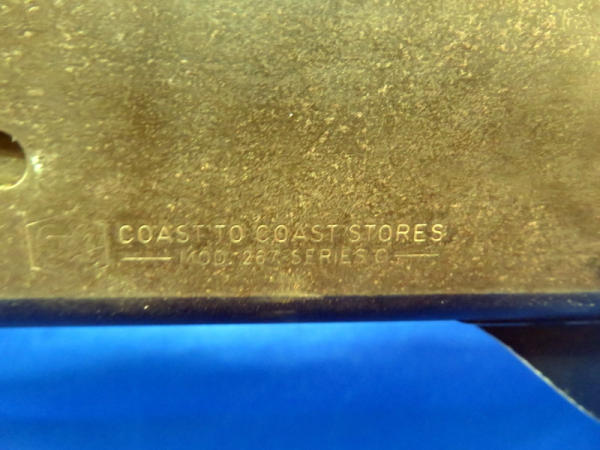 COAST TO COAST STORES
MOD. 267 SERIES C